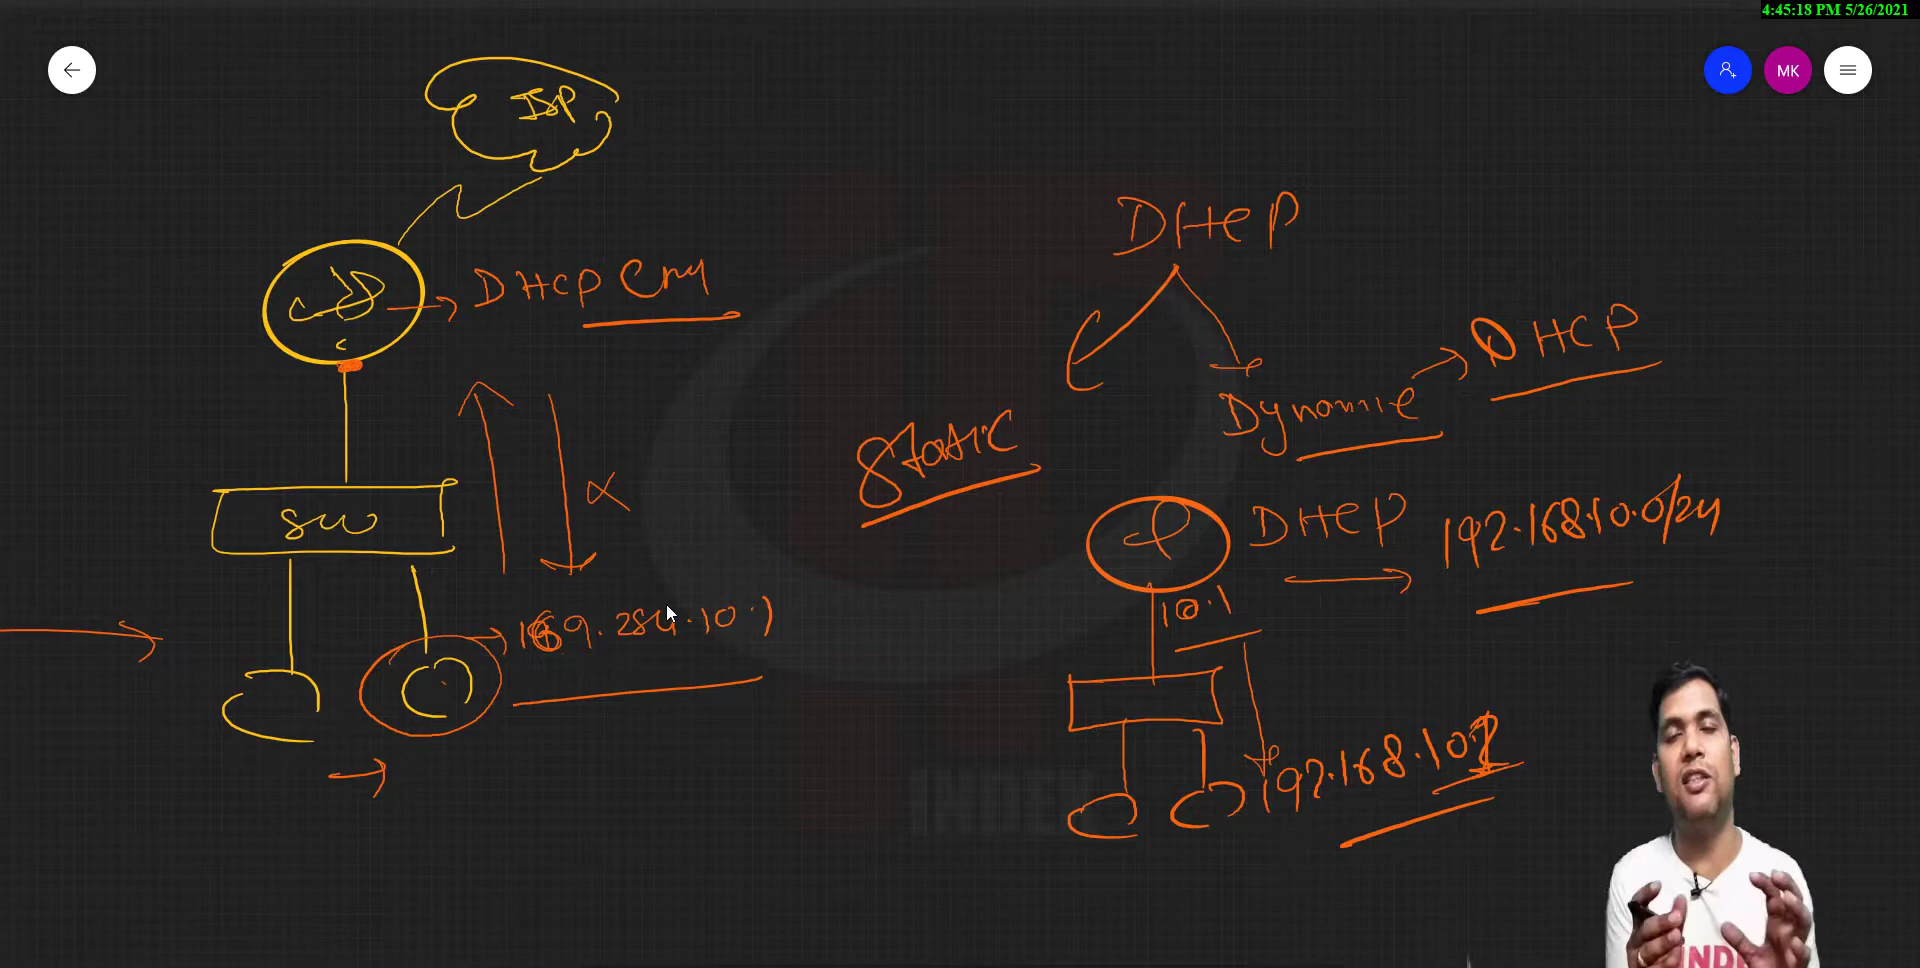 4:45:18 PM 5/26/2021
MK
ISP
DHCP
DHCP
DHCP
Dynamic
Static
SW
DHCP 192.168.10.0/24
10.1
169.254.10.1
192.168.10.2
INDE